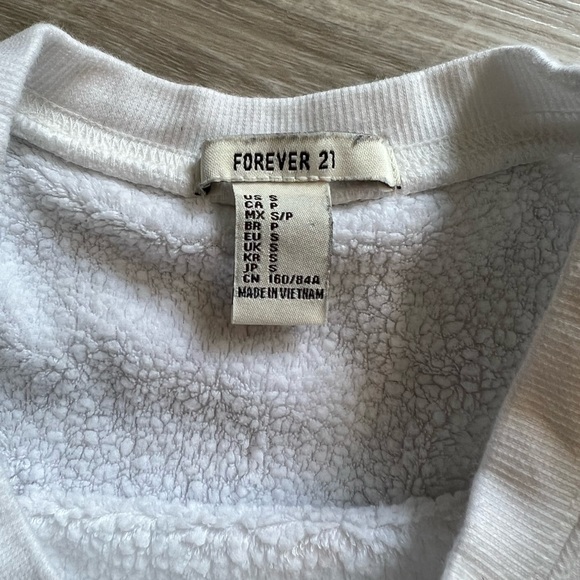 FOREVER 21
US S
CA P
MX S/P
BR P
EU S
UK S
KR S
JP S
CN 160/84A
MADE IN VIETNAM